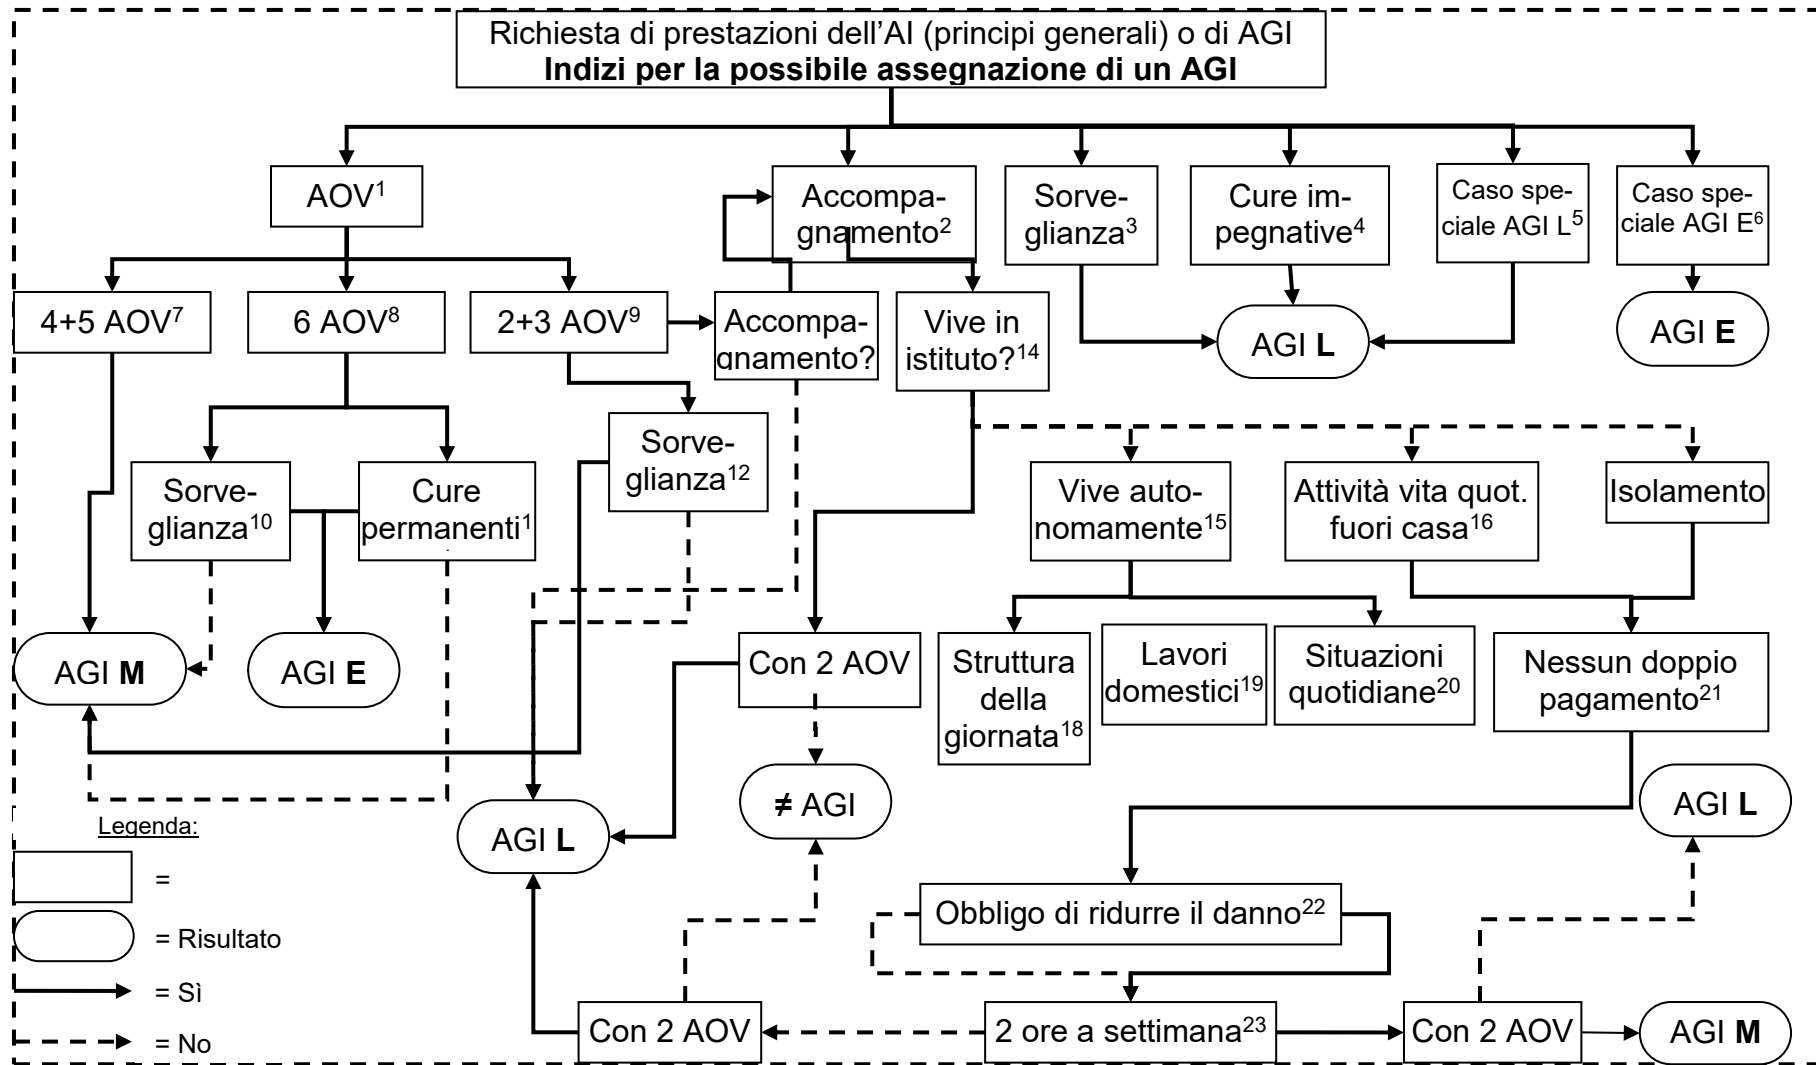 Richiesta di prestazioni dell'AI (principi generali) o di AGI
Indizi per la possibile assegnazione di un AGI
AOV¹
Accompa-
gnamento²
Sorve-
glianza³
Cure im-
pegnative⁴
Caso spe-
ciale AGI L⁵
Caso spe-
ciale AGI E⁶
4+5 AOV⁷
6 AOV⁸
2+3 AOV⁹
Accompa-
gnamento?
Vive in
istituto?¹⁴
AGI L
AGI E
Sorve-
glianza¹⁰
Cure
permanenti¹
Sorve-
glianza¹²
Vive auto-
nomamente¹⁵
Attività vita quot.
fuori casa¹⁶
Isolamento
AGI M
AGI E
Con 2 AOV
Struttura
della
giornata¹⁸
Lavori
domestici¹⁹
Situazioni
quotidiane²⁰
Nessun doppio
pagamento²¹
≠ AGI
AGI L
AGI L
Legenda:
=
= Risultato
= Sì
= No
Obbligo di ridurre il danno²²
Con 2 AOV
2 ore a settimana²³
Con 2 AOV
AGI M